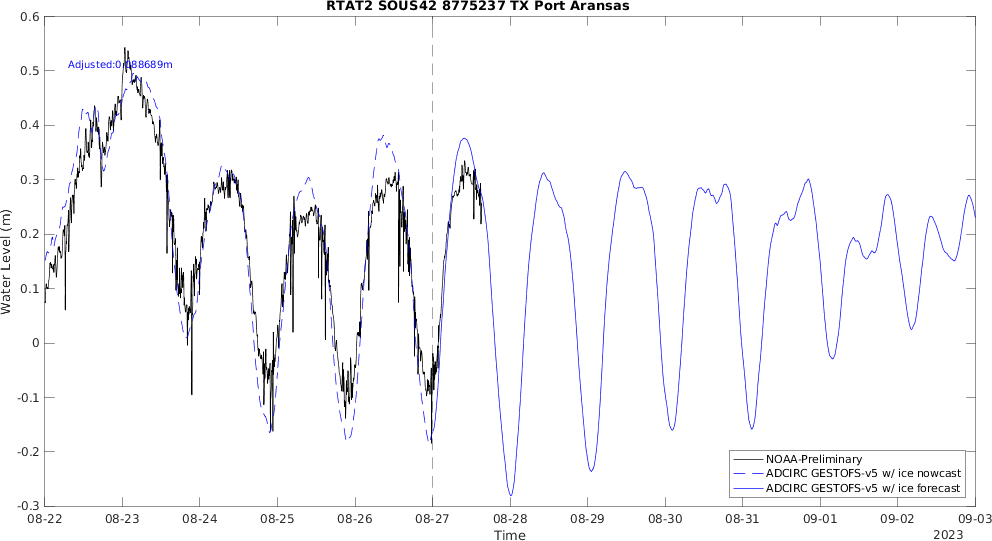 RTAT2 SOUS42 8775237 TX Port Aransas
0.6
0.5
0.4
0.3
0.2
0.1
0
-0.1
-0.2
-0.3
Water Level (m)
Adjusted:0.088689m
NOAA-Preliminary
ADCIRC GESTOFS-v5 w/ ice nowcast
ADCIRC GESTOFS-v5 w/ ice forecast
08-22 08-23 08-24 08-25 08-26 08-27 08-28 08-29 08-30 08-31 09-01 09-02 09-03
Time
2023